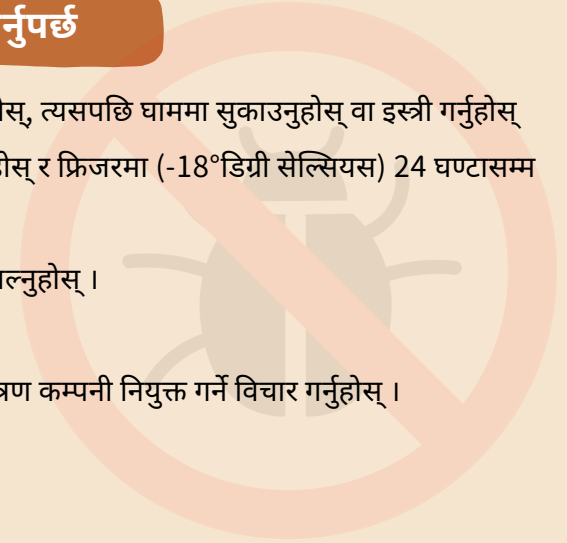 र्नुपर्छ
होस्, त्यसपछि घाममा सुकाउनुहोस् वा इस्त्री गर्नुहोस्
होस् र फ्रिजरमा (-18°डिग्री सेल्सियस) 24 घण्टासम्म
ाल्नुहोस् ।
त्रण कम्पनी नियुक्त गर्ने विचार गर्नुहोस् ।